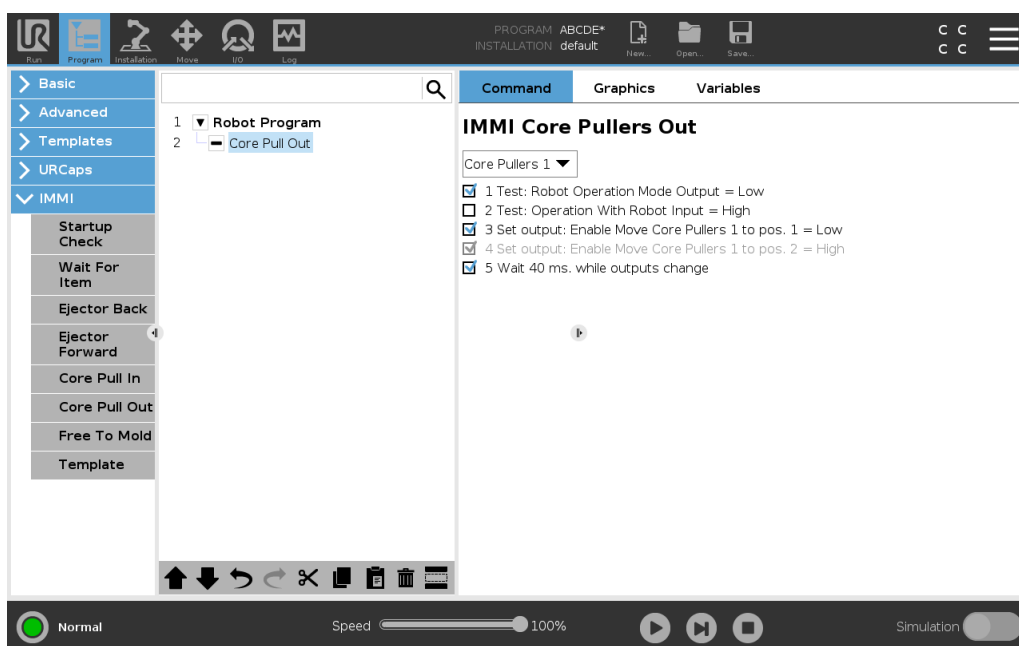 UR
PROGRAM ABCDE*
INSTALLATION default
C C
C C
Run Program Installation Move I/O Log New... Open... Save...
Basic
Advanced
Templates
URCaps
IMMI
Startup
Check
Wait For
Item
Ejector Back
Ejector
Forward
Core Pull In
Core Pull Out
Free To Mold
Template
1 Robot Program
2 Core Pull Out
Command Graphics Variables
IMMI Core Pullers Out
Core Pullers 1
1 Test: Robot Operation Mode Output = Low
2 Test: Operation With Robot Input = High
3 Set output: Enable Move Core Pullers 1 to pos. 1 = Low
4 Set output: Enable Move Core Pullers 1 to pos. 2 = High
5 Wait 40 ms. while outputs change
Normal
Speed 100%
Simulation